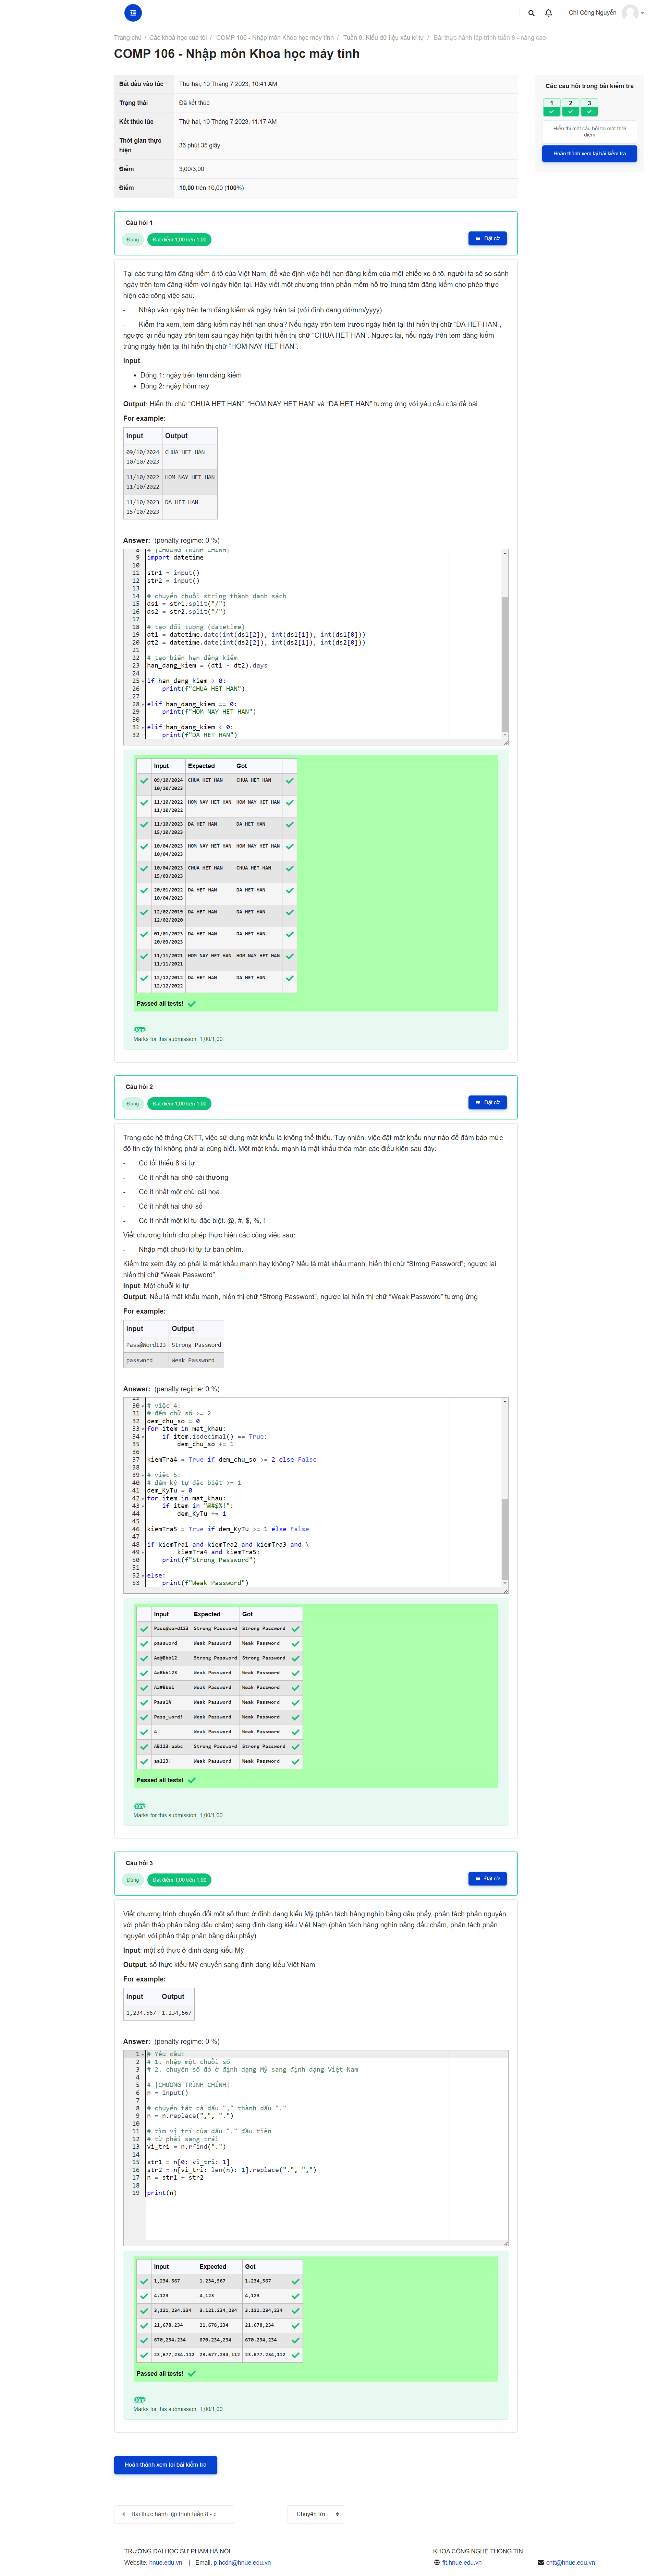 Chí Công Nguyễn
Trang chủ / Các khoá học của tôi / COMP 106 - Nhập môn Khoa học máy tính / Tuần 8: Kiểu dữ liệu xâu kí tự / Bài thực hành lập trình tuần 8 - nâng cao
COMP 106 - Nhập môn Khoa học máy tính
Bắt đầu vào lúc Thứ hai, 10 Tháng 7 2023, 10:41 AM
Trạng thái Đã kết thúc
Kết thúc lúc Thứ hai, 10 Tháng 7 2023, 11:17 AM
Thời gian thực
hiện 36 phút 35 giây
Điểm 3,00/3,00
Điểm 10,00 trên 10,00 (100%)
Các câu hỏi trong bài kiểm tra
1 2 3
Hiển thị một câu hỏi tại một thời
điểm
Hoàn thành xem lại bài kiểm tra
Câu hỏi 1
Đúng Đạt điểm 1,00 trên 1,00 Đặt cờ
Tại các trung tâm đăng kiểm ô tô của Việt Nam, để xác định việc hết hạn đăng kiểm của một chiếc xe ô tô, người ta sẽ so sánh
ngày trên tem đăng kiểm với ngày hiện tại. Hãy viết một chương trình phần mềm hỗ trợ trung tâm đăng kiểm cho phép thực
hiện các công việc sau:
- Nhập vào ngày trên tem đăng kiểm và ngày hiện tại (với định dạng dd/mm/yyyy)
- Kiểm tra xem, tem đăng kiểm này hết hạn chưa? Nếu ngày trên tem trước ngày hiện tại thì hiển thị chữ “DA HET HAN”,
ngược lại nếu ngày trên tem sau ngày hiện tại thì hiển thị chữ “CHUA HET HAN”. Ngược lại, nếu ngày trên tem đăng kiểm
trùng ngày hiện tại thì hiển thị chữ “HOM NAY HET HAN”.
Input:
• Dòng 1: ngày trên tem đăng kiểm
• Dòng 2: ngày hôm nay
Output: Hiển thị chữ “CHUA HET HAN”, “HOM NAY HET HAN” và “DA HET HAN” tương ứng với yêu cầu của đề bài
For example:
Input Output
09/10/2024 CHUA HET HAN
10/10/2023
11/10/2022 HOM NAY HET HAN
11/10/2022
11/10/2023 DA HET HAN
15/10/2023
Answer: (penalty regime: 0 %)
8 # |CHƯƠNG TRÌNH CHÍNH|
9 import datetime
10
11 str1 = input()
12 str2 = input()
13
14 # chuyển chuỗi string thành danh sách
15 ds1 = str1.split("/")
16 ds2 = str2.split("/")
17
18 # tạo đối tượng (datetime)
19 dt1 = datetime.date(int(ds1[2]), int(ds1[1]), int(ds1[0]))
20 dt2 = datetime.date(int(ds2[2]), int(ds2[1]), int(ds2[0]))
21
22 # tạo biến hạn đăng kiểm
23 han_dang_kiem = (dt1 - dt2).days
24
25 if han_dang_kiem > 0:
26 print(f"CHUA HET HAN")
27
28 elif han_dang_kiem == 0:
29 print(f"HOM NAY HET HAN")
30
31 elif han_dang_kiem < 0:
32 print(f"DA HET HAN")
Input Expected Got
09/10/2024 CHUA HET HAN CHUA HET HAN
10/10/2023
11/10/2022 HOM NAY HET HAN HOM NAY HET HAN
11/10/2022
11/10/2023 DA HET HAN DA HET HAN
15/10/2023
10/04/2023 HOM NAY HET HAN HOM NAY HET HAN
10/04/2023
10/04/2023 CHUA HET HAN CHUA HET HAN
15/03/2023
20/01/2022 DA HET HAN DA HET HAN
10/04/2023
12/02/2019 DA HET HAN DA HET HAN
12/02/2020
01/01/2023 DA HET HAN DA HET HAN
20/03/2023
11/11/2021 HOM NAY HET HAN HOM NAY HET HAN
11/11/2021
12/12/2012 DA HET HAN DA HET HAN
12/12/2022
Passed all tests!
Đúng
Marks for this submission: 1,00/1,00.
Câu hỏi 2
Đúng Đạt điểm 1,00 trên 1,00 Đặt cờ
Trong các hệ thống CNTT, việc sử dụng mật khẩu là không thể thiếu. Tuy nhiên, việc đặt mật khẩu như nào để đảm bảo mức
độ tin cậy thì không phải ai cũng biết. Một mật khẩu mạnh là mật khẩu thỏa mãn các điều kiện sau đây:
- Có tối thiểu 8 kí tự
- Có ít nhất hai chữ cái thường
- Có ít nhất một chữ cái hoa
- Có ít nhất hai chữ số
- Có ít nhất một kí tự đặc biệt: @, #, $, %, !
Viết chương trình cho phép thực hiện các công việc sau:
- Nhập một chuỗi kí tự từ bàn phím.
Kiểm tra xem đây có phải là mật khẩu mạnh hay không? Nếu là mật khẩu mạnh, hiển thị chữ “Strong Password”; ngược lại
hiển thị chữ “Weak Password”
Input: Một chuỗi kí tự
Output: Nếu là mật khẩu mạnh, hiển thị chữ “Strong Password”; ngược lại hiển thị chữ “Weak Password” tương ứng
For example:
Input Output
Pass@Word123 Strong Password
password Weak Password
Answer: (penalty regime: 0 %)
29
30 # việc 4:
31 # đếm chữ số >= 2
32 dem_chu_so = 0
33 for item in mat_khau:
34 if item.isdecimal() == True:
35 dem_chu_so += 1
36
37 kiemTra4 = True if dem_chu_so >= 2 else False
38
39 # việc 5:
40 # đếm ký tự đặc biệt >= 1
41 dem_KyTu = 0
42 for item in mat_khau:
43 if item in "@#$%!":
44 dem_KyTu += 1
45
46 kiemTra5 = True if dem_KyTu >= 1 else False
47
48 if kiemTra1 and kiemTra2 and kiemTra3 and \
49 kiemTra4 and kiemTra5:
50 print(f"Strong Password")
51
52 else:
53 print(f"Weak Password")
Input Expected Got
Pass@Word123 Strong Password Strong Password
password Weak Password Weak Password
Aa@Bbb12 Strong Password Strong Password
AaBbb123 Weak Password Weak Password
Aa#Bbb1 Weak Password Weak Password
Pass1% Weak Password Weak Password
Pass_word! Weak Password Weak Password
A Weak Password Weak Password
AB123!aabc Strong Password Strong Password
aa123! Weak Password Weak Password
Passed all tests!
Đúng
Marks for this submission: 1,00/1,00.
Câu hỏi 3
Đúng Đạt điểm 1,00 trên 1,00 Đặt cờ
Viết chương trình chuyển đổi một số thực ở định dạng kiểu Mỹ (phân tách hàng nghìn bằng dấu phẩy, phân tách phần nguyên
với phần thập phân bằng dấu chấm) sang định dạng kiểu Việt Nam (phân tách hàng nghìn bằng dấu chấm, phân tách phần
nguyên với phần thập phân bằng dấu phẩy).
Input: một số thực ở định dạng kiểu Mỹ
Output: số thực kiểu Mỹ chuyển sang định dạng kiểu Việt Nam
For example:
Input Output
1,234.567 1.234,567
Answer: (penalty regime: 0 %)
1 # Yêu cầu:
2 # 1. nhập một chuỗi số
3 # 2. chuyển số đó ở định dạng Mỹ sang định dạng Việt Nam
4
5 # |CHƯƠNG TRÌNH CHÍNH|
6 n = input()
7
8 # chuyển tất cả dấu "," thành dấu "."
9 n = n.replace(",", ".")
10
11 # tìm vị trí của dấu "." đầu tiên
12 # từ phải sang trái
13 vi_tri = n.rfind(".")
14
15 str1 = n[0: vi_tri: 1]
16 str2 = n[vi_tri: len(n): 1].replace(".", ",")
17 n = str1 + str2
18
19 print(n)
Input Expected Got
1,234.567 1.234,567 1.234,567
4.123 4,123 4,123
3,121,234.234 3.121.234,234 3.121.234,234
21,678.234 21.678,234 21.678,234
670,234.234 670.234,234 670.234,234
23,677,234.112 23.677.234,112 23.677.234,112
Passed all tests!
Đúng
Marks for this submission: 1,00/1,00.
Hoàn thành xem lại bài kiểm tra
Bài thực hành lập trình tuần 8 - c... Chuyển tới...
TRƯỜNG ĐẠI HỌC SƯ PHẠM HÀ NỘI KHOA CÔNG NGHỆ THÔNG TIN
Website: hnue.edu.vn | Email: p.hcdn@hnue.edu.vn fit.hnue.edu.vn cntt@hnue.edu.vn